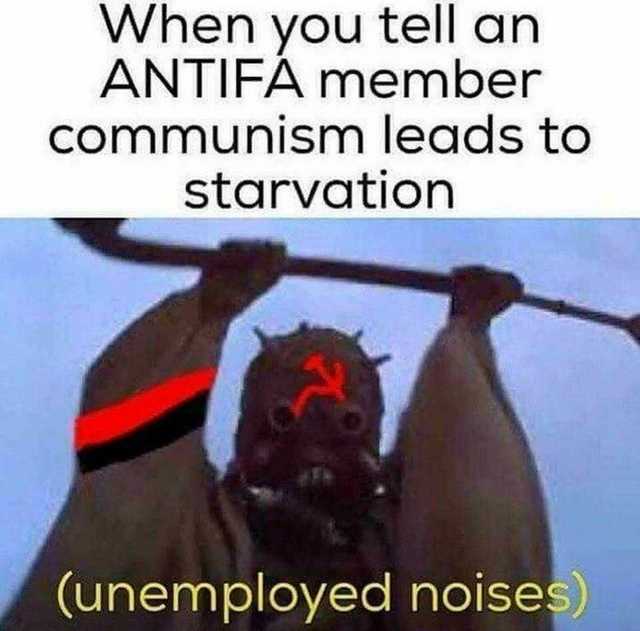 When you tell an
ANTIFA member
communism leads to
starvation
(unemployed noises)